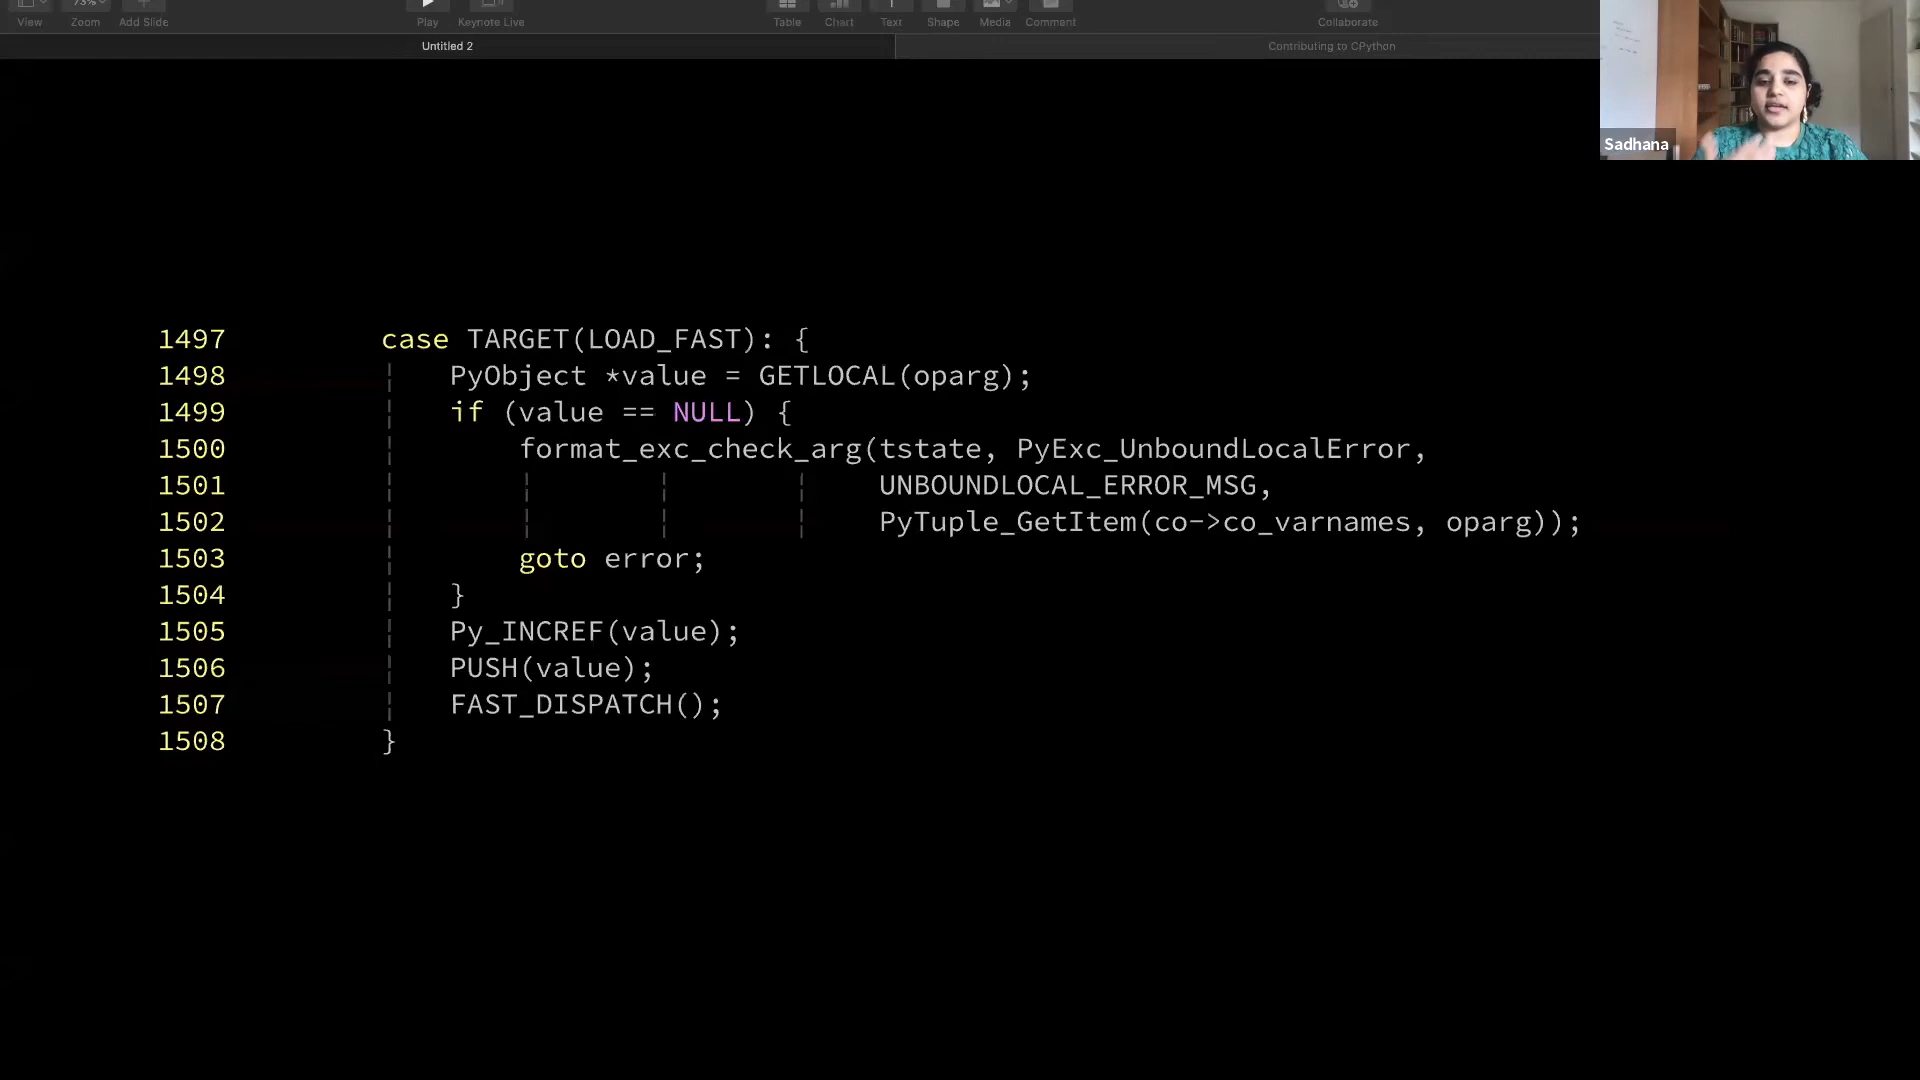 73%
View
Zoom
Add Slide
Play
Keynote Live
Table
Chart
Text
Shape
Media
Comment
Collaborate
Untitled 2
Contributing to CPython
Sadhana
1497 case TARGET(LOAD_FAST): {
1498 PyObject *value = GETLOCAL(oparg);
1499 if (value == NULL) {
1500 format_exc_check_arg(tstate, PyExc_UnboundLocalError,
1501 UNBOUNDLOCAL_ERROR_MSG,
1502 PyTuple_GetItem(co->co_varnames, oparg));
1503 goto error;
1504 }
1505 Py_INCREF(value);
1506 PUSH(value);
1507 FAST_DISPATCH();
1508 }